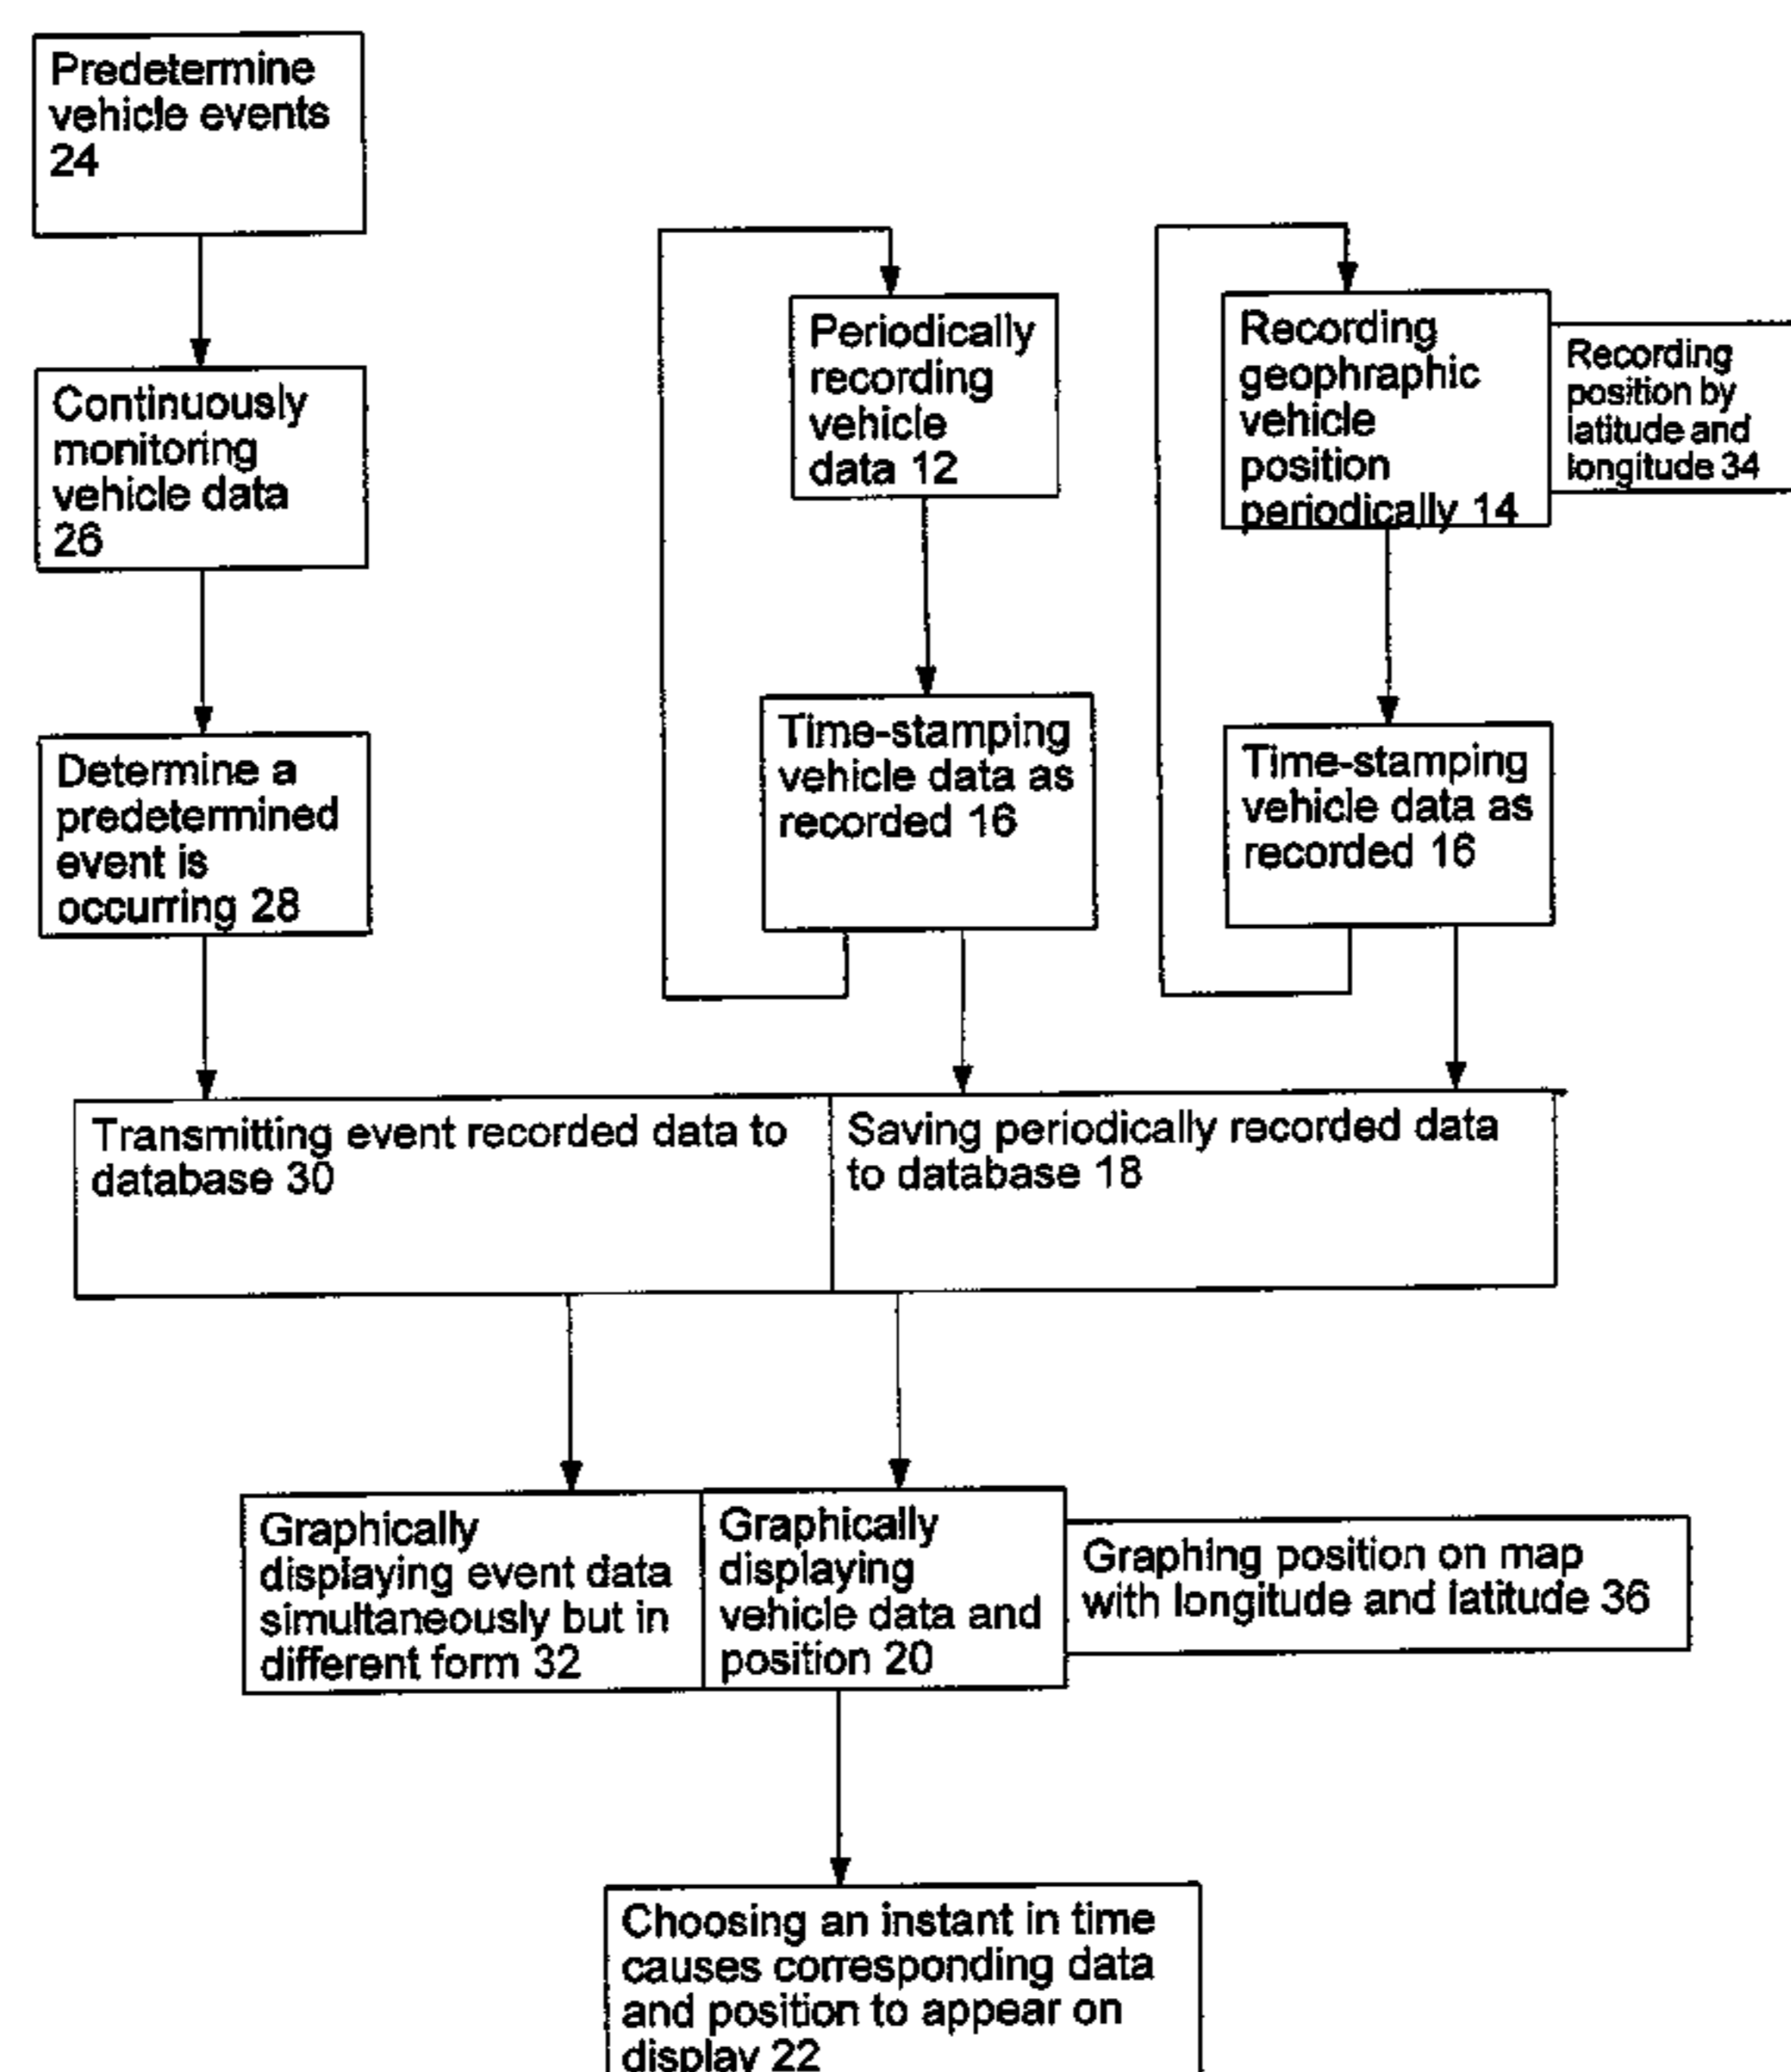 Predetermine
vehicle events
24
Continuously
monitoring
vehicle data
26
Determine a
predetermined
event is
occurring 28
Periodically
recording
vehicle
data 12
Time-stamping
vehicle data as
recorded 16
Recording
geophraphic
vehicle
position
periodically 14
Recording
position by
latitude and
longitude 34
Time-stamping
vehicle data as
recorded 16
Transmitting event recorded data to
database 30
Saving periodically recorded data
to database 18
Graphically
displaying event data
simultaneously but in
different form 32
Graphically
displaying
vehicle data and
position 20
Graphing position on map
with longitude and latitude 36
Choosing an instant in time
causes corresponding data
and position to appear on
display 22